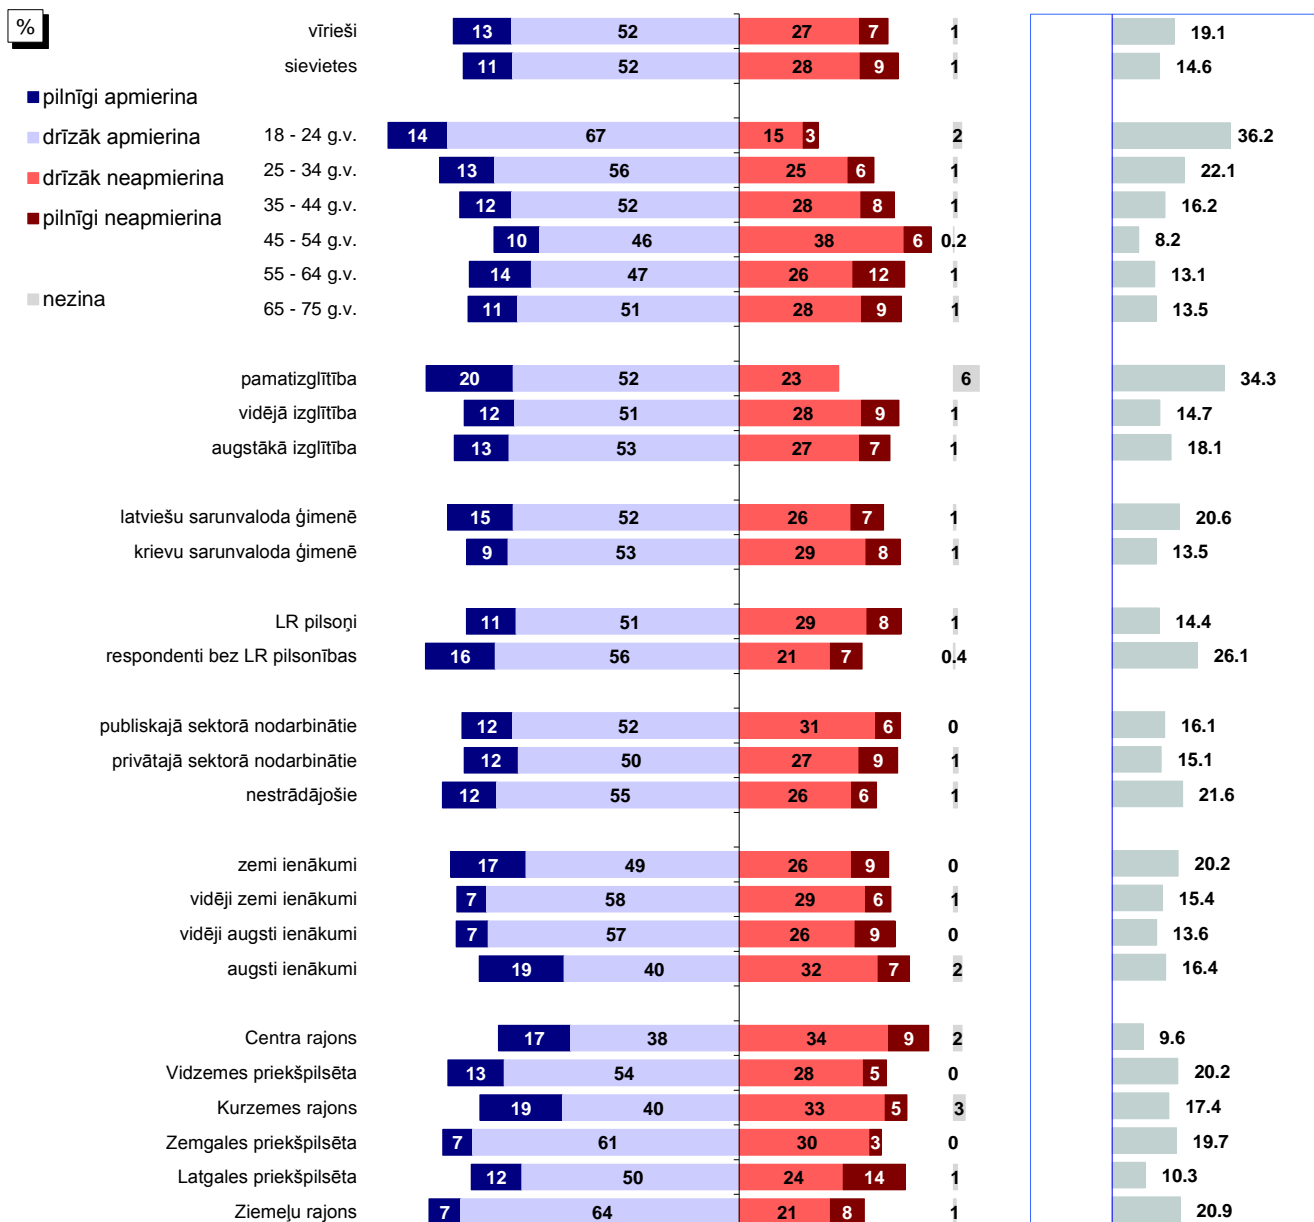 %
pilnīgi apmierina
drīzāk apmierina
drīzāk neapmierina
pilnīgi neapmierina
nezina
vīrieši 13 52 27 7 1 19.1
sievietes 11 52 28 9 1 14.6
18 - 24 g.v. 14 67 15 3 2 36.2
25 - 34 g.v. 13 56 25 6 1 22.1
35 - 44 g.v. 12 52 28 8 1 16.2
45 - 54 g.v. 10 46 38 6 0.2 8.2
55 - 64 g.v. 14 47 26 12 1 13.1
65 - 75 g.v. 11 51 28 9 1 13.5
pamatizglītība 20 52 23 6 34.3
vidējā izglītība 12 51 28 9 1 14.7
augstākā izglītība 13 53 27 7 1 18.1
latviešu sarunvaloda ģimenē 15 52 26 7 1 20.6
krievu sarunvaloda ģimenē 9 53 29 8 1 13.5
LR pilsoņi 11 51 29 8 1 14.4
respondenti bez LR pilsonības 16 56 21 7 0.4 26.1
publiskajā sektorā nodarbinātie 12 52 31 6 0 16.1
privātajā sektorā nodarbinātie 12 50 27 9 1 15.1
nestrādājošie 12 55 26 6 1 21.6
zemi ienākumi 17 49 26 9 0 20.2
vidēji zemi ienākumi 7 58 29 6 1 15.4
vidēji augsti ienākumi 7 57 26 9 0 13.6
augsti ienākumi 19 40 32 7 2 16.4
Centra rajons 17 38 34 9 2 9.6
Vidzemes priekšpilsēta 13 54 28 5 0 20.2
Kurzemes rajons 19 40 33 5 3 17.4
Zemgales priekšpilsēta 7 61 30 3 0 19.7
Latgales priekšpilsēta 12 50 24 14 1 10.3
Ziemeļu rajons 7 64 21 8 1 20.9